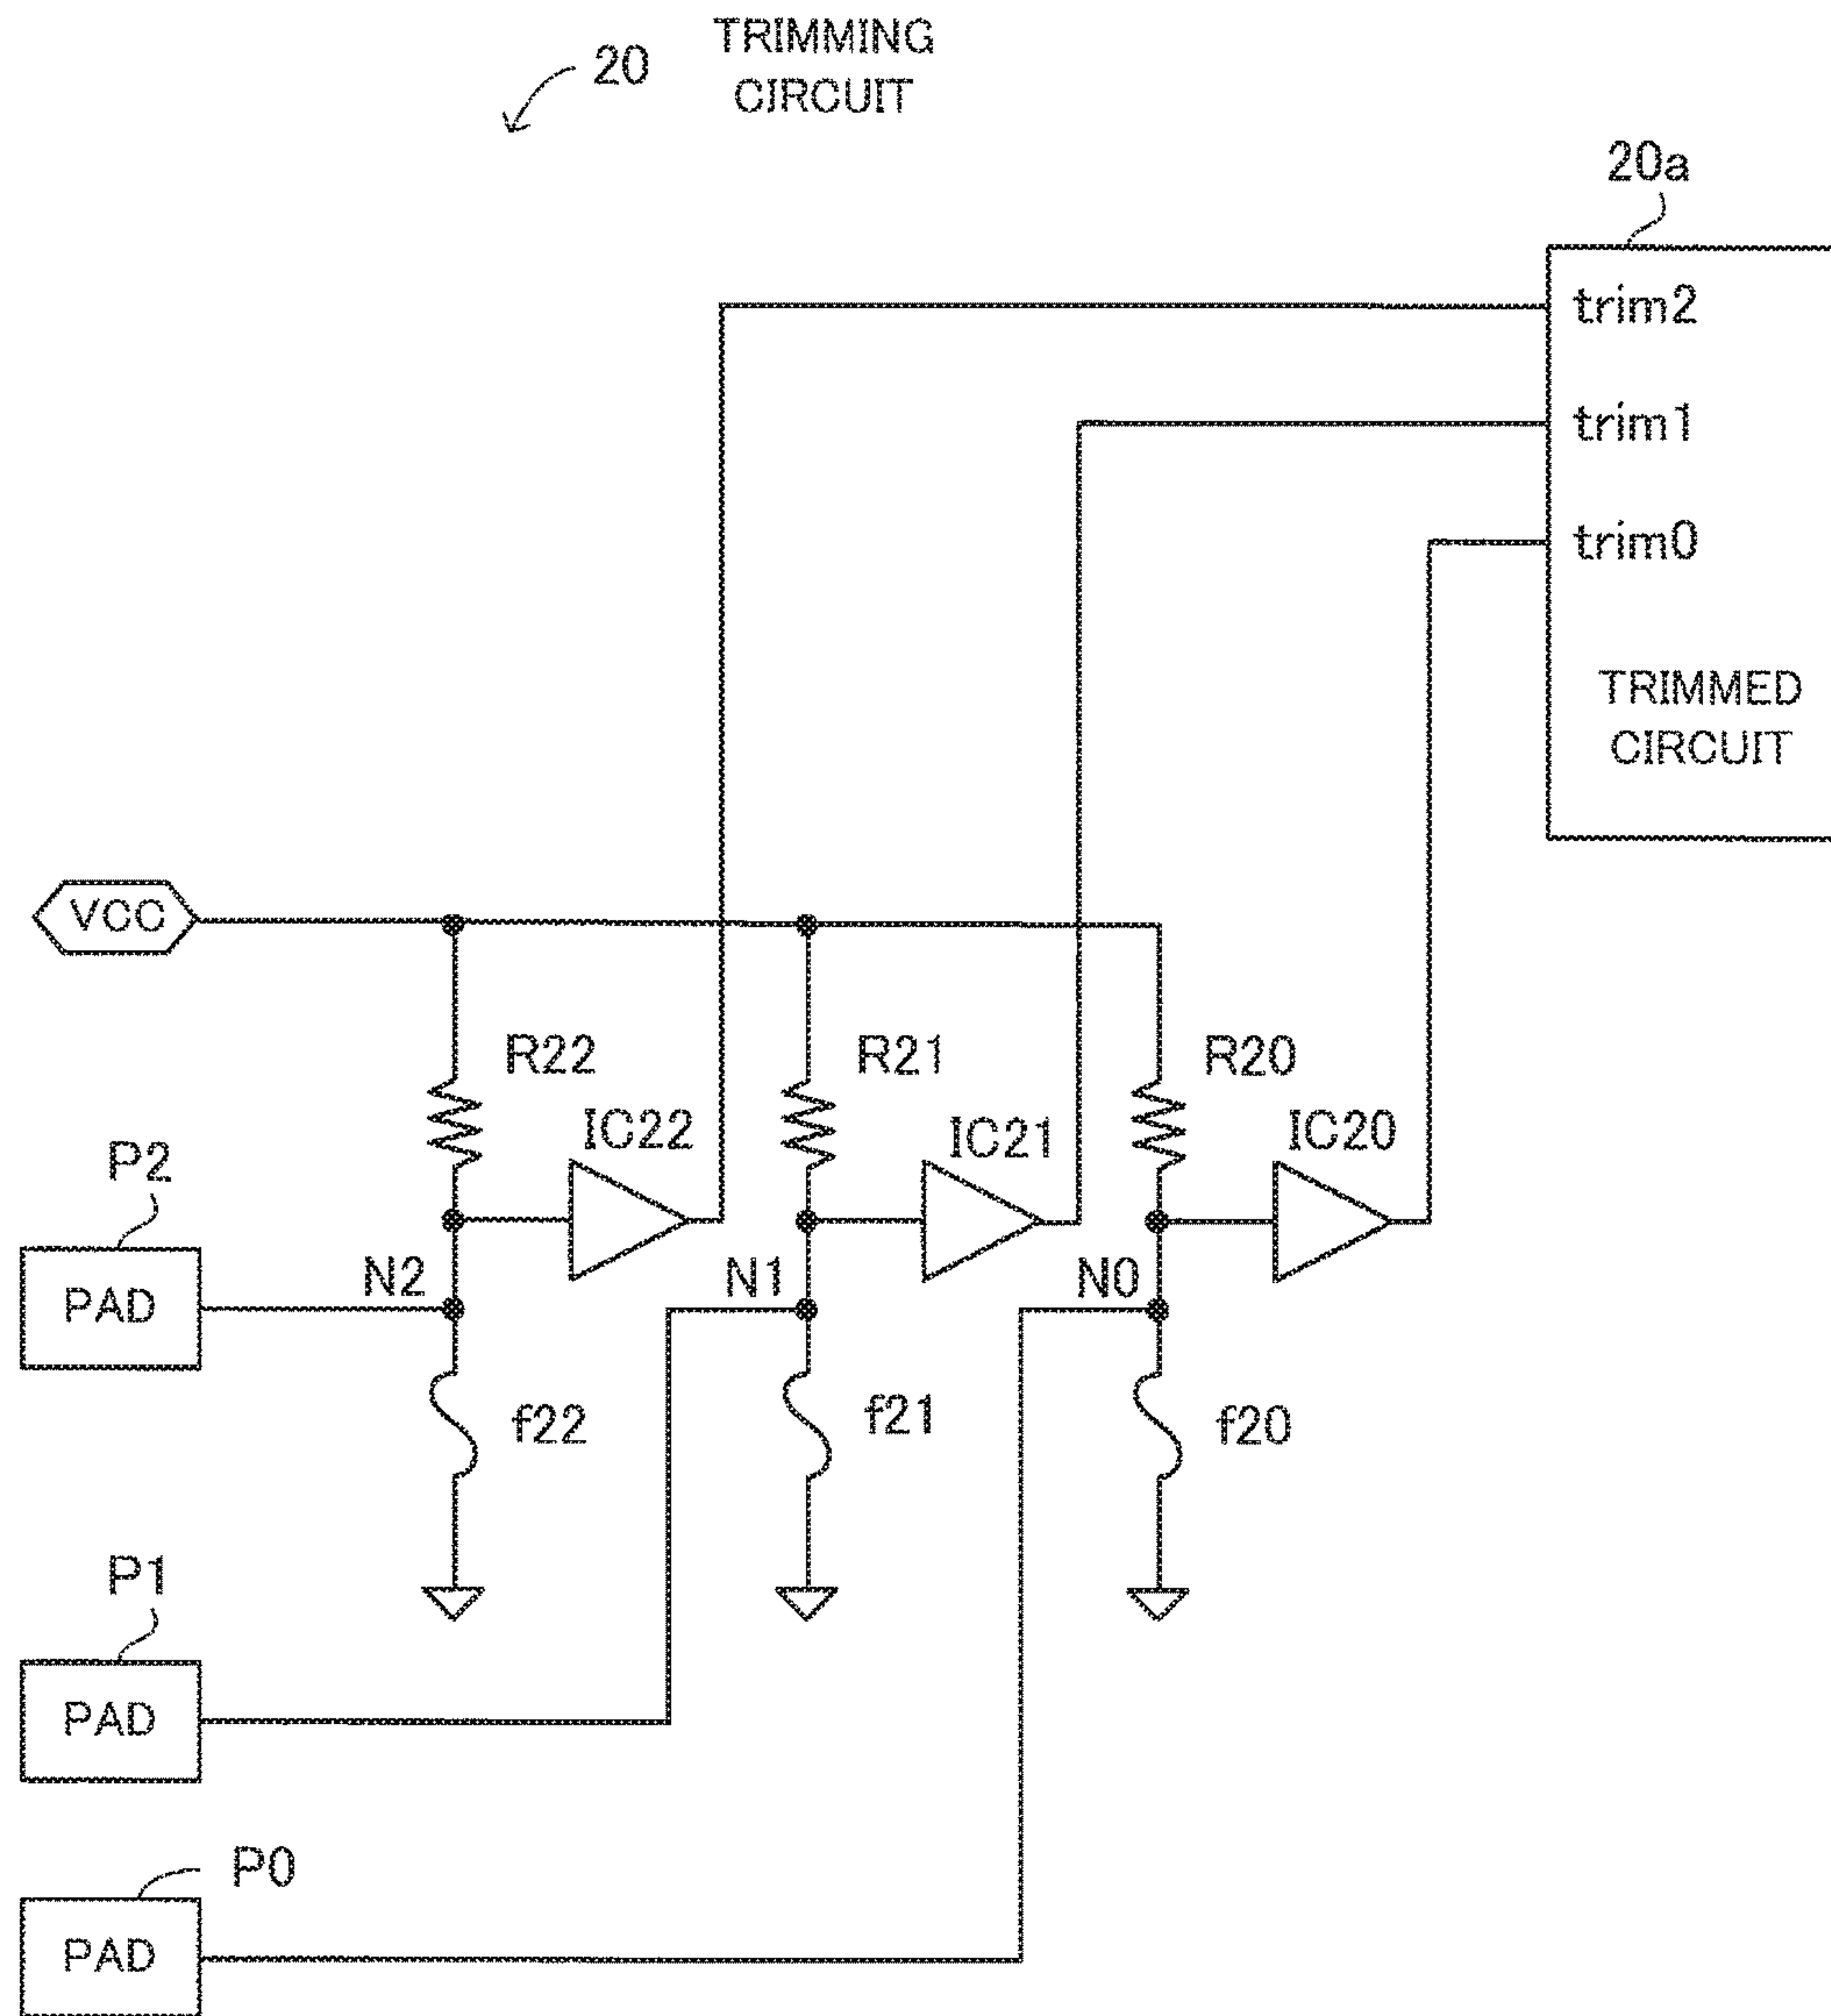 TRIMMING
CIRCUIT
20
20a
trim2
trim1
trim0
TRIMMED
CIRCUIT
VCC
R22
R21
R20
IC22
IC21
IC20
P2
PAD
N2
N1
N0
f22
f21
f20
P1
PAD
P0
PAD